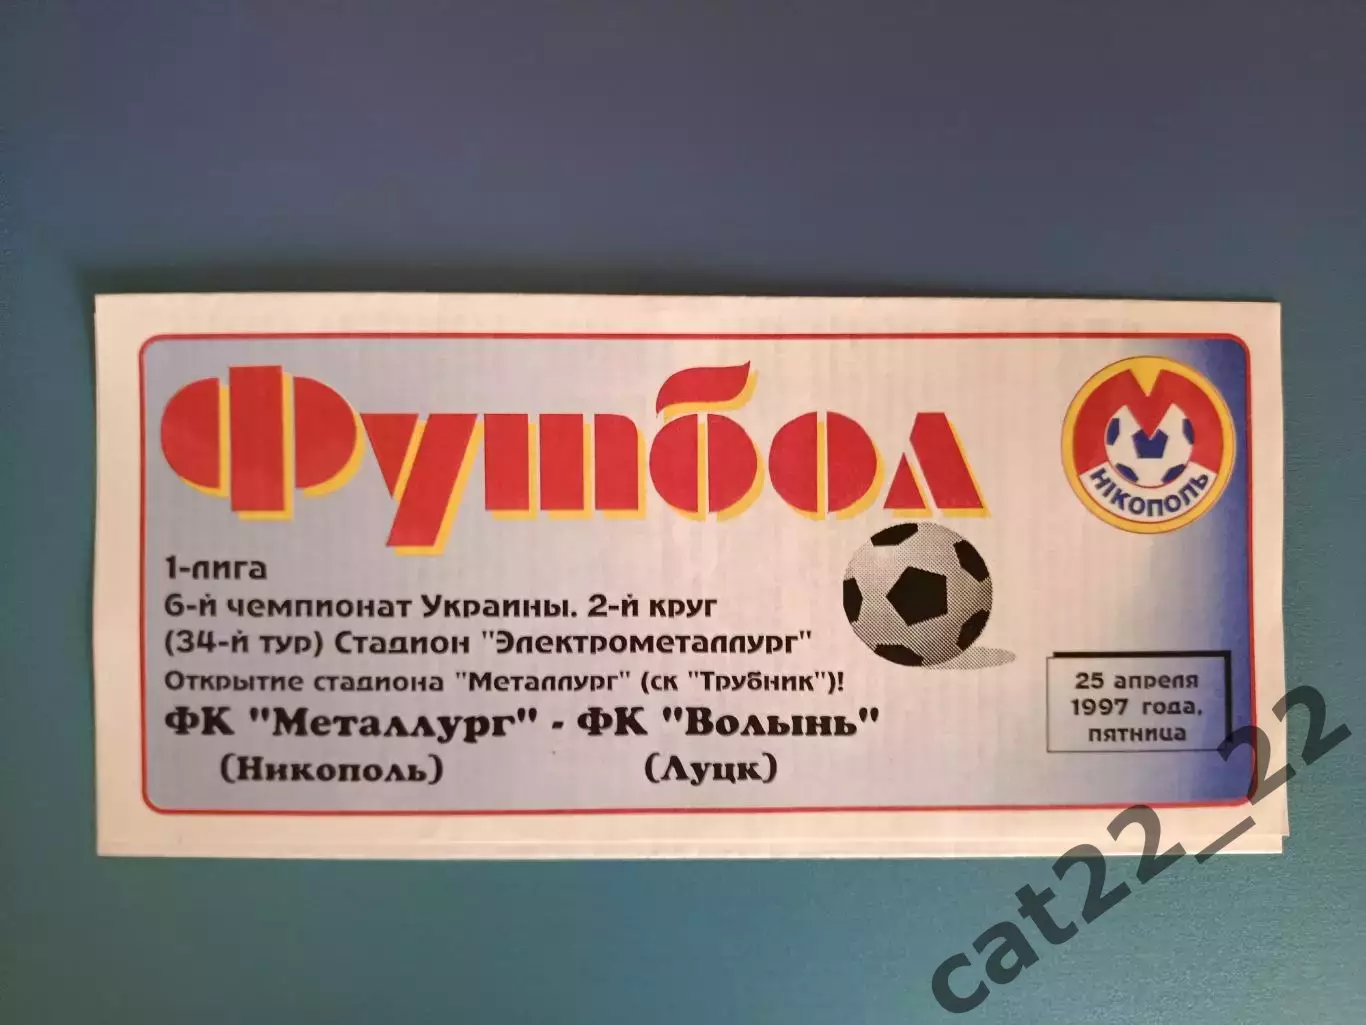 Футбол
М
НІКОПОЛЬ
1-лига
6-й чемпионат Украины. 2-й круг
(34-й тур) Стадион "Электрометаллург"
Открытие стадиона "Металлург" (ск "Трубник")!
ФК "Металлург" - ФК "Волынь"
(Никополь) (Луцк)
25 апреля
1997 года,
пятница
cat22_22